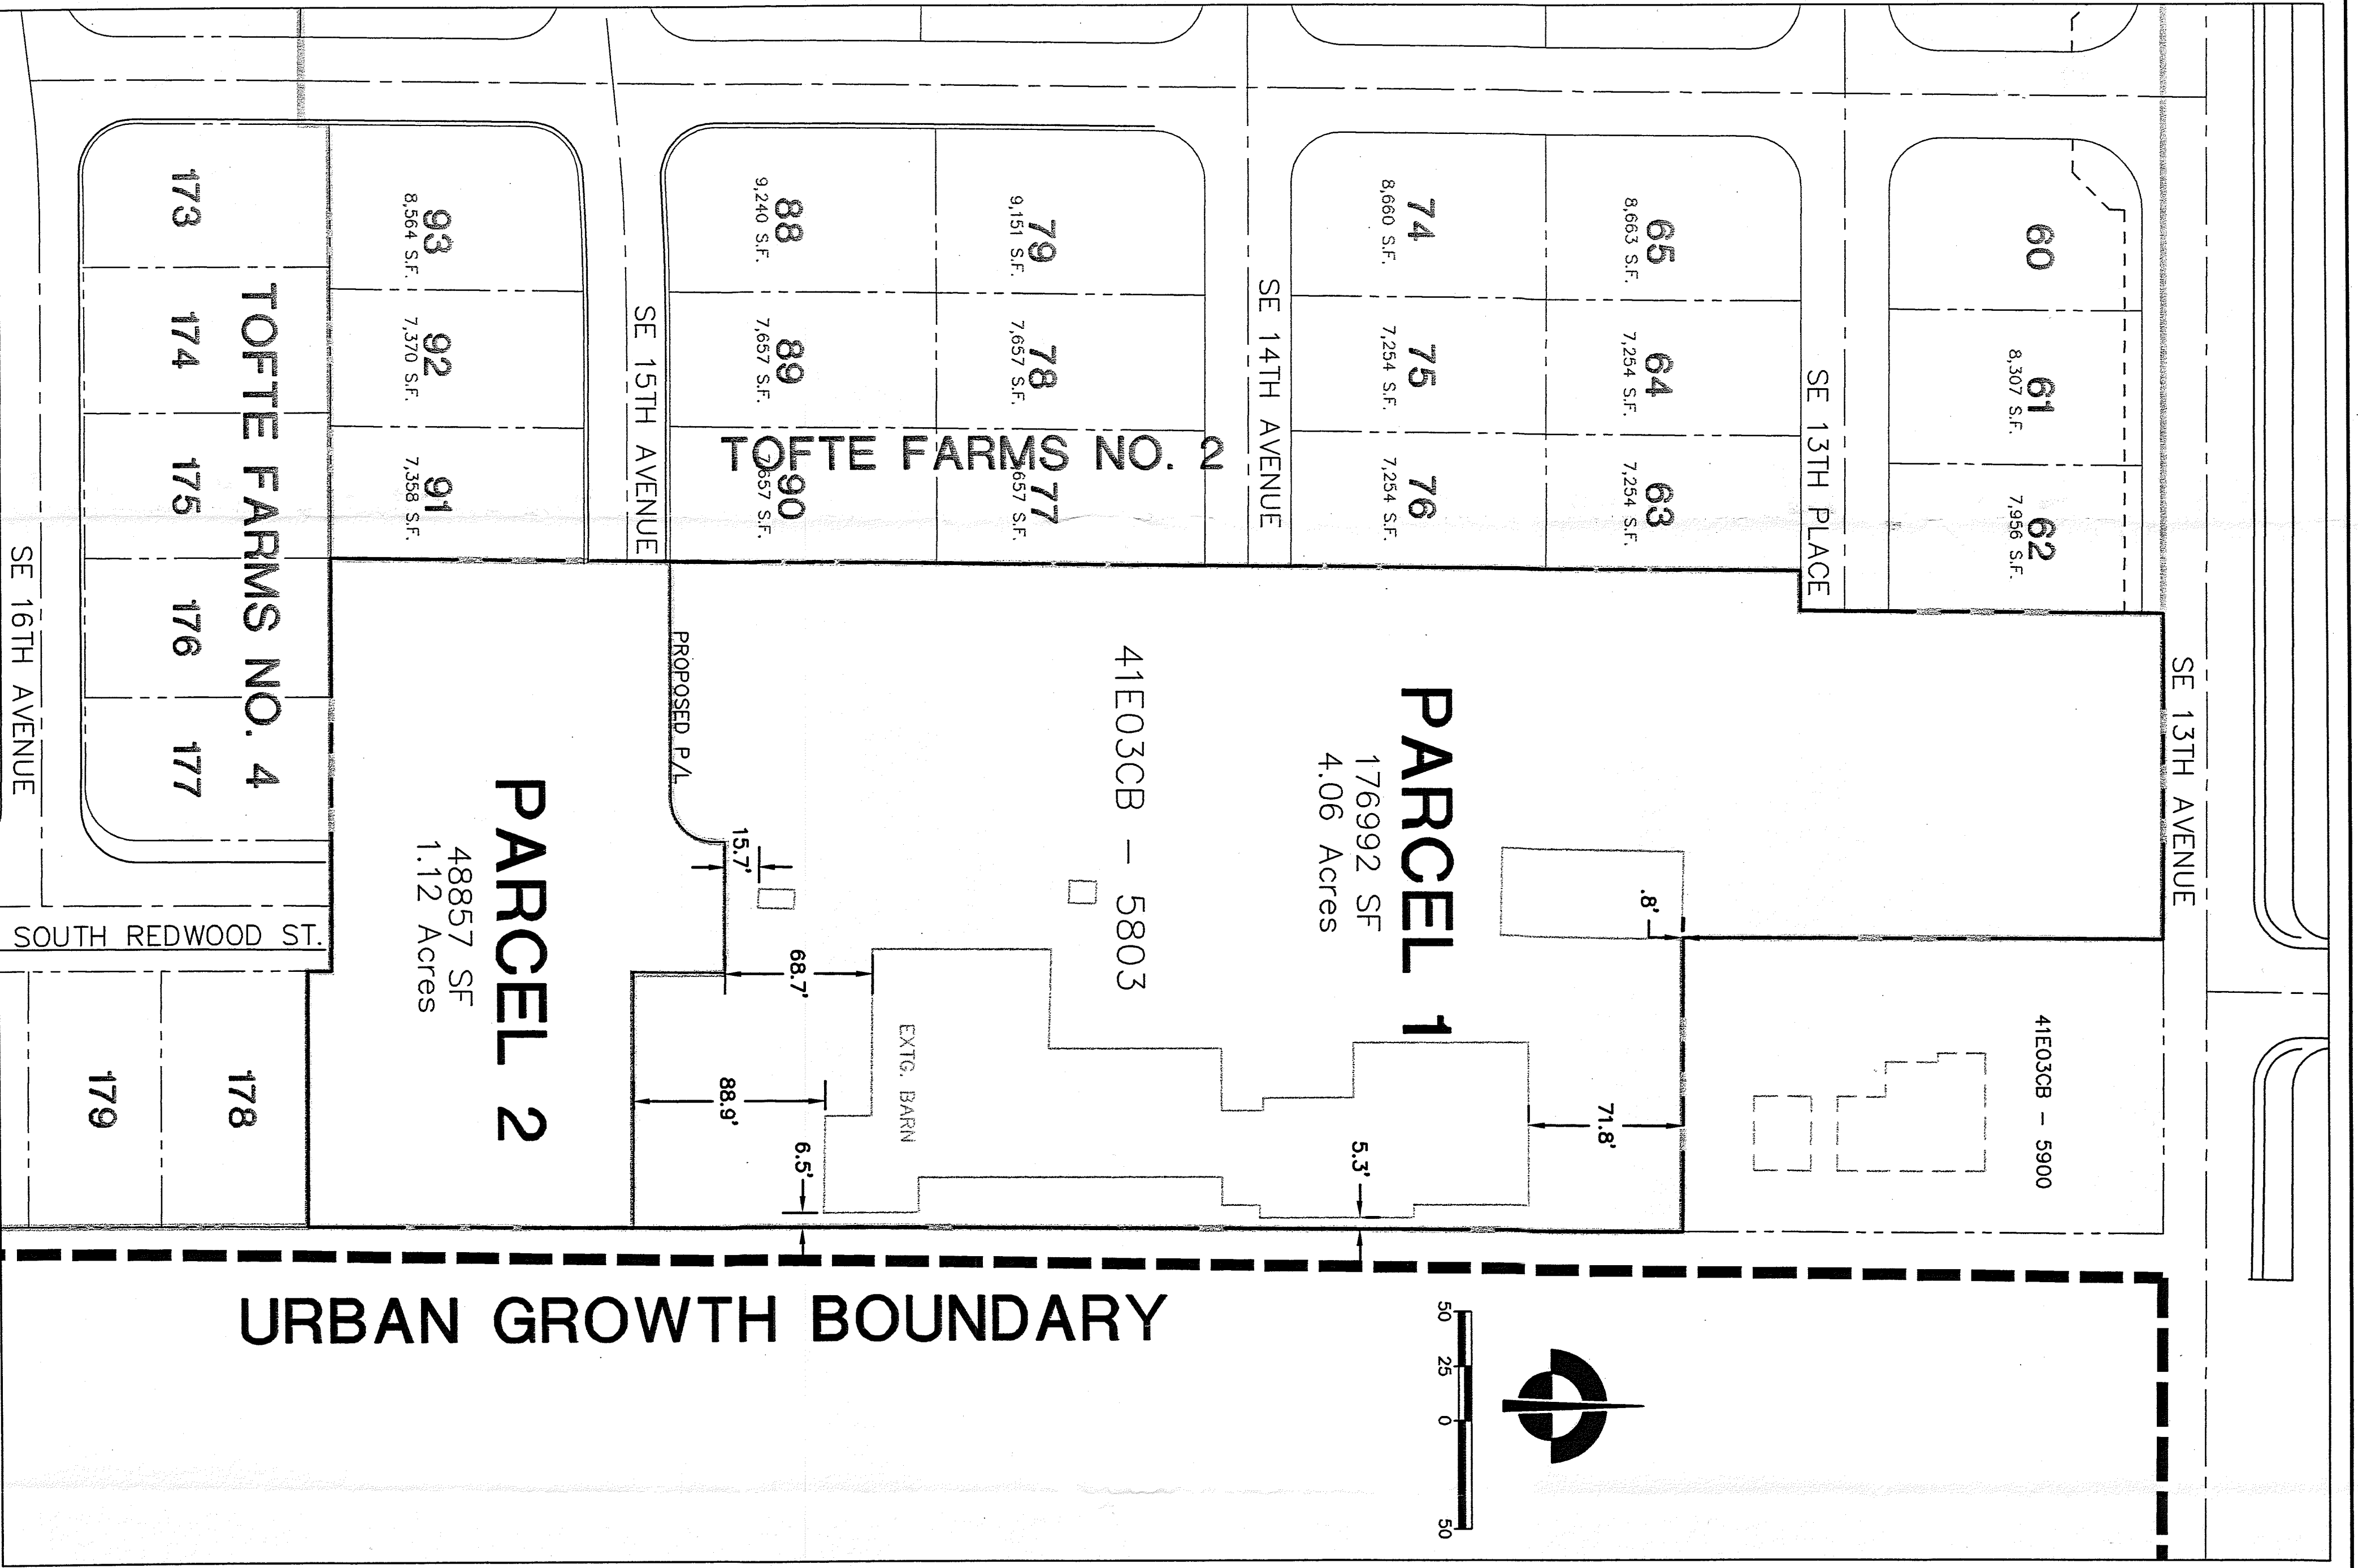 SE 13TH AVENUE
60
61
8,307 S.F.
62
7,956 S.F.
SE 13TH PLACE
65
8,663 S.F.
64
7,254 S.F.
63
7,254 S.F.
74
8,660 S.F.
75
7,254 S.F.
76
7,254 S.F.
SE 14TH AVENUE
79
9,151 S.F.
78
7,657 S.F.
77
657 S.F.
TOFTE FARMS NO. 2
88
9,240 S.F.
89
7,657 S.F.
90
7,657 S.F.
SE 15TH AVENUE
93
8,564 S.F.
92
7,370 S.F.
91
7,358 S.F.
TOFTE FARMS NO. 4
173
174
175
176
177
SE 16TH AVENUE
SOUTH REDWOOD ST.
178
179
41E03CB - 5900
.8'
71.8'
PARCEL 1
176992 SF
4.06 Acres
5.3'
41E03CB - 5803
EXTG. BARN
68.7'
6.5'
15.7'
88.9'
PROPOSED P/L
PARCEL 2
48857 SF
1.12 Acres
URBAN GROWTH BOUNDARY
50 25 0 50